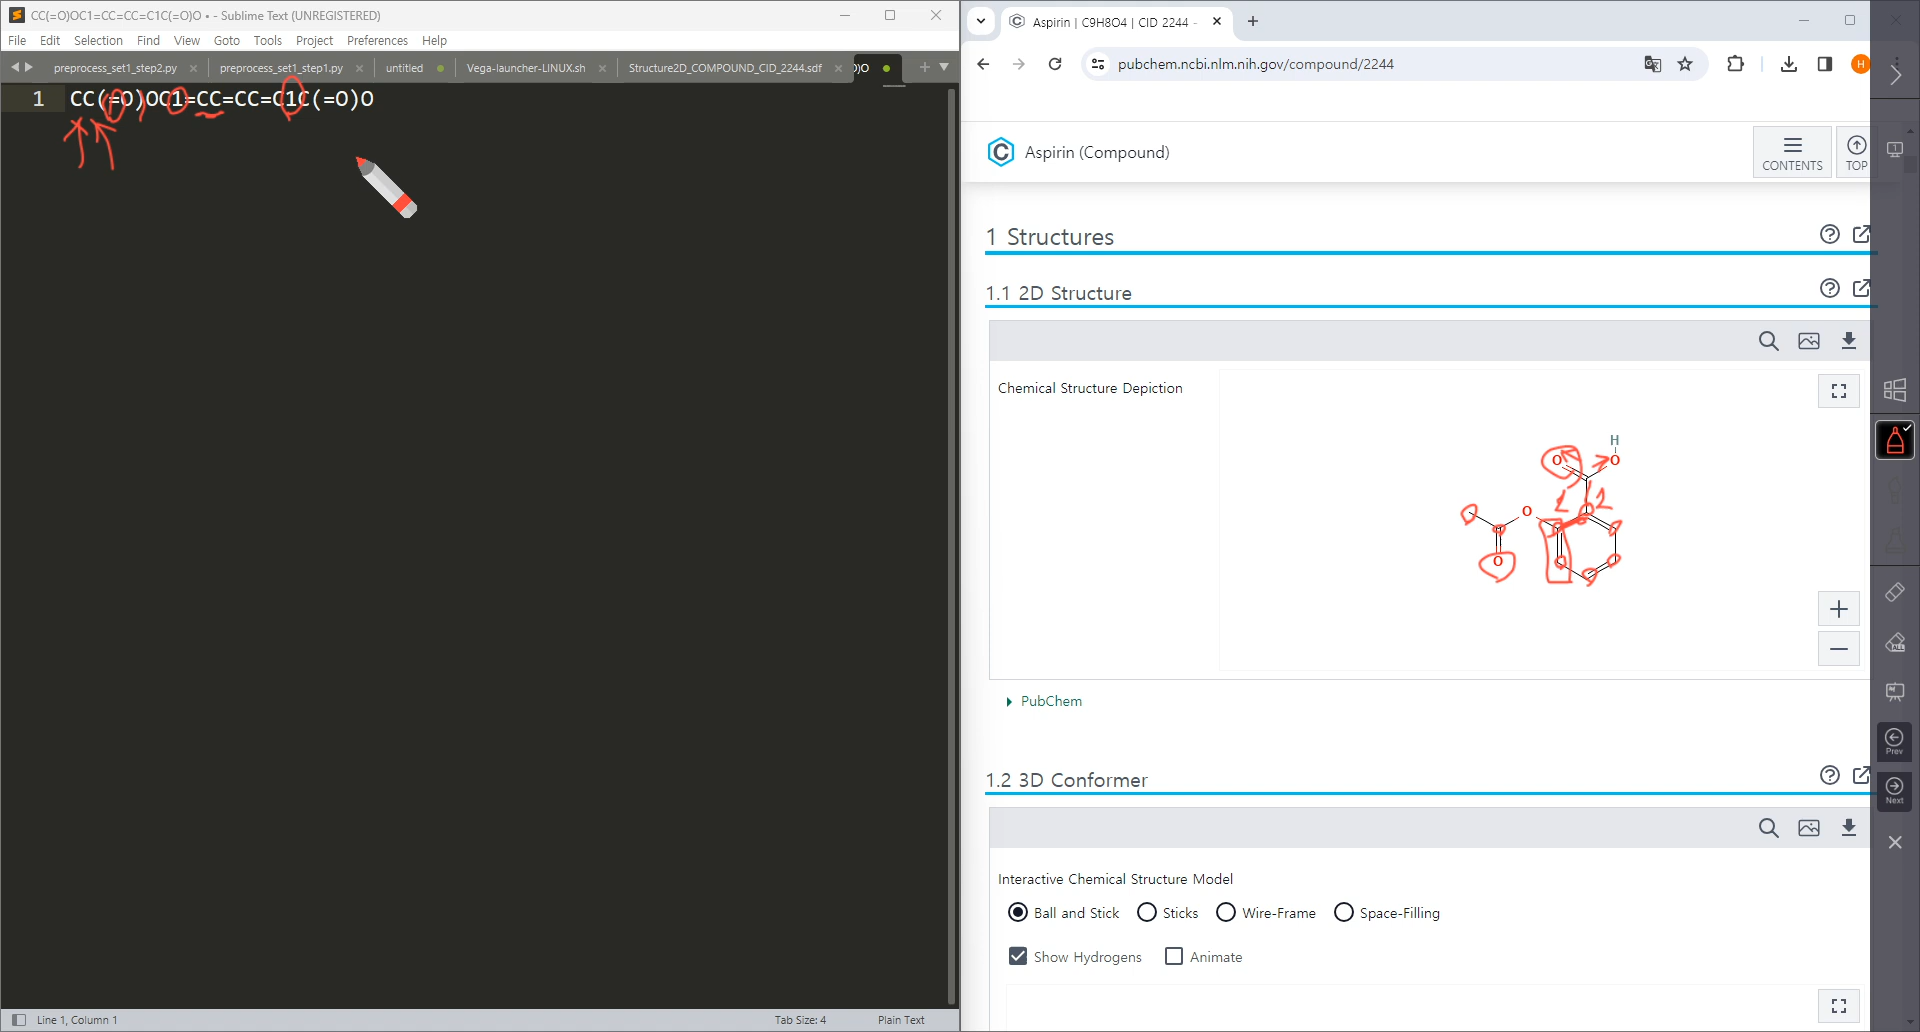 CC(=O)OC1=CC=CC=C1C(=O)O • - Sublime Text (UNREGISTERED)
File Edit Selection Find View Goto Tools Project Preferences Help
preprocess_set1_step2.py preprocess_set1_step1.py untitled Vega-launcher-LINUX.sh Structure2D_COMPOUND_CID_2244.sdf )O
1 CC(=O)OC1=CC=CC=C1C(=O)O
Line 1, Column 1
Tab Size: 4
Plain Text
Aspirin | C9H8O4 | CID 2244 -
pubchem.ncbi.nlm.nih.gov/compound/2244
H
Aspirin (Compound)
CONTENTS
TOP
1
1 Structures
1.1 2D Structure
Chemical Structure Depiction
H
O
O
O
O
1
1
PubChem
1.2 3D Conformer
Interactive Chemical Structure Model
Ball and Stick Sticks Wire-Frame Space-Filling
Show Hydrogens Animate
Prev
Next